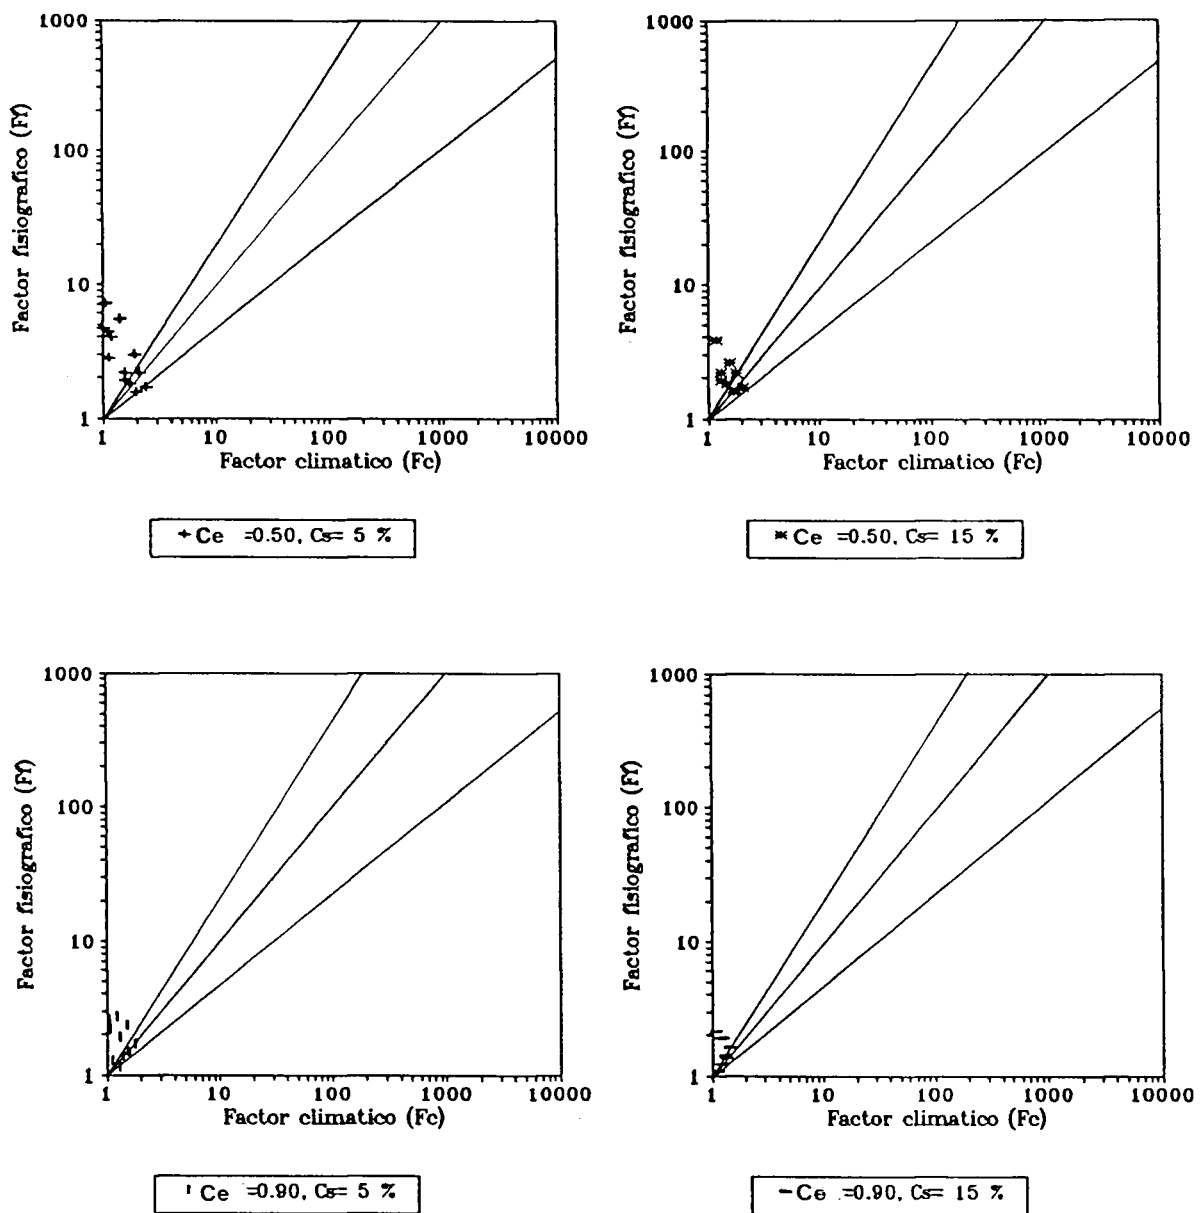 1000
100
10
1
Factor fisiografico (Ff)
1 10 100 1000 10000
Factor climatico (Fc)
Ce =0.50, Cs= 5 %
1000
100
10
1
Factor fisiografico (Ff)
1 10 100 1000 10000
Factor climatico (Fc)
Ce =0.50, Cs= 15 %
1000
100
10
1
Factor fisiografico (Ff)
1 10 100 1000 10000
Factor climatico (Fc)
Ce =0.90, Cs= 5 %
1000
100
10
1
Factor fisiografico (Ff)
1 10 100 1000 10000
Factor climatico (Fc)
Ce =0.90, Cs= 15 %